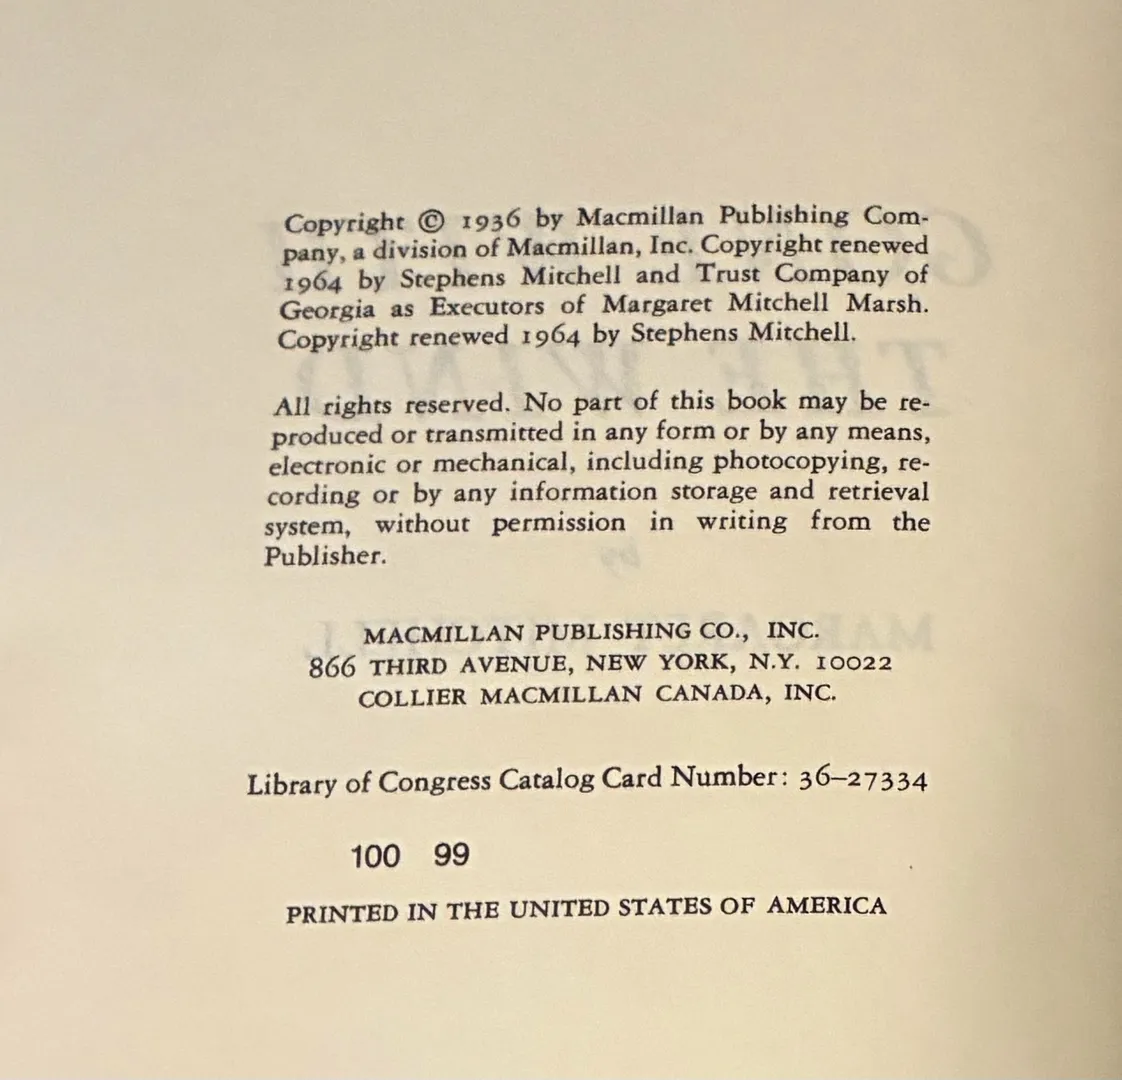 Copyright © 1936 by Macmillan Publishing Com-
pany, a division of Macmillan, Inc. Copyright renewed
1964 by Stephens Mitchell and Trust Company of
Georgia as Executors of Margaret Mitchell Marsh.
Copyright renewed 1964 by Stephens Mitchell.
All rights reserved. No part of this book may be re-
produced or transmitted in any form or by any means,
electronic or mechanical, including photocopying, re-
cording or by any information storage and retrieval
system, without permission in writing from the
Publisher.
MACMILLAN PUBLISHING CO., INC.
866 THIRD AVENUE, NEW YORK, N.Y. 10022
COLLIER MACMILLAN CANADA, INC.
Library of Congress Catalog Card Number: 36–27334
100 99
PRINTED IN THE UNITED STATES OF AMERICA